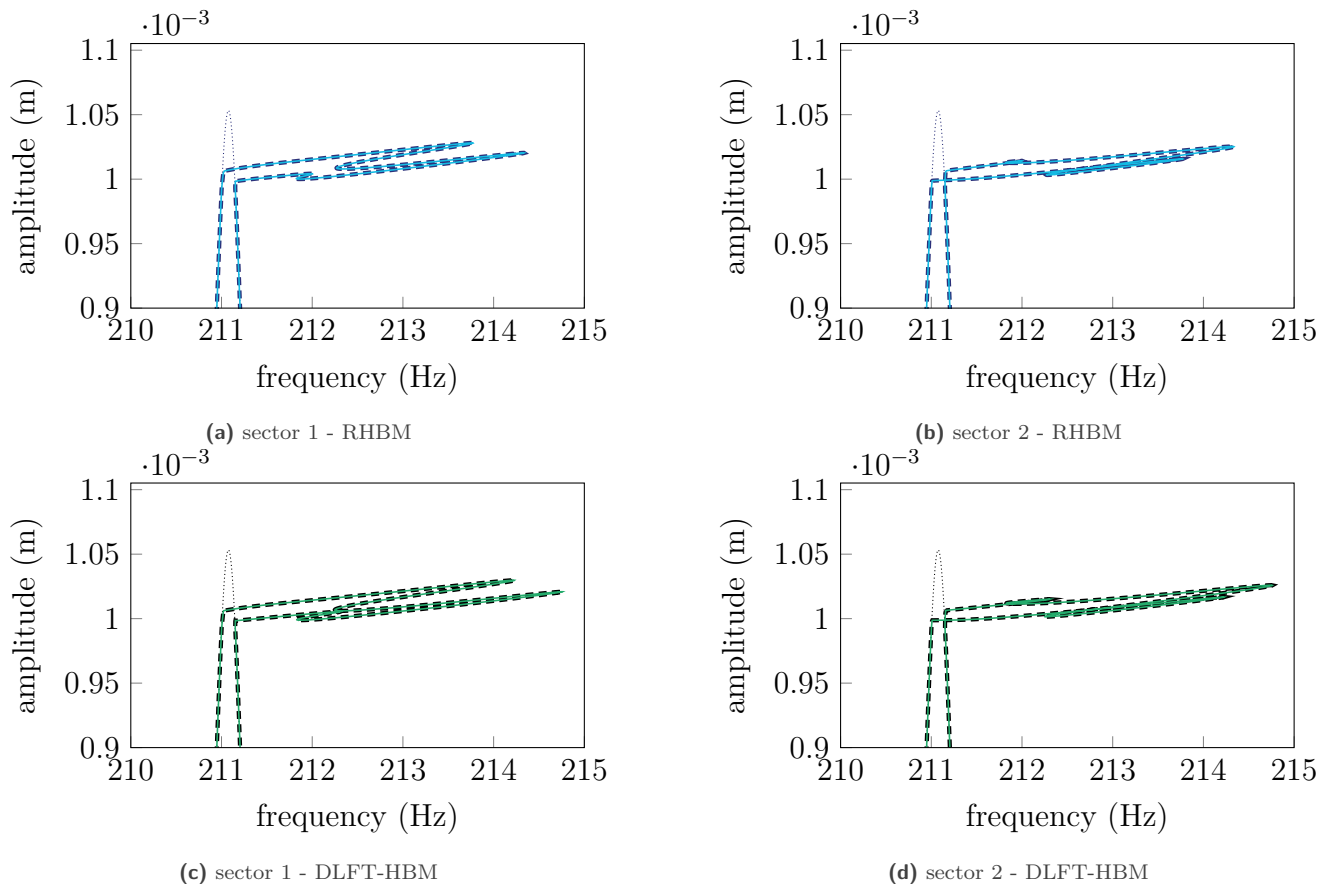 ·10−3
1.1
1.05
1
0.95
0.9
amplitude (m)
210 211 212 213 214 215
frequency (Hz)
(a) sector 1 - RHBM
·10−3
1.1
1.05
1
0.95
0.9
amplitude (m)
210 211 212 213 214 215
frequency (Hz)
(b) sector 2 - RHBM
·10−3
1.1
1.05
1
0.95
0.9
amplitude (m)
210 211 212 213 214 215
frequency (Hz)
(c) sector 1 - DLFT-HBM
·10−3
1.1
1.05
1
0.95
0.9
amplitude (m)
210 211 212 213 214 215
frequency (Hz)
(d) sector 2 - DLFT-HBM